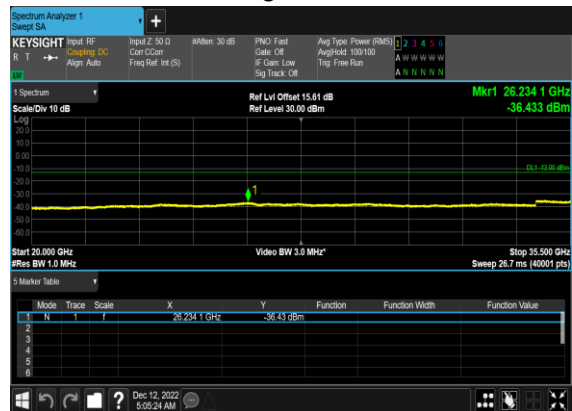 Spectrum Analyzer 1
Swept SA
+
KEYSIGHT Input: RF Input Z: 50 Ω #Atten: 30 dB PNO: Fast Avg Type: Power (RMS) 1 2 3 4 5 6
R T Coupling: DC Corr CCorr Gate: Off Avg|Hold: 100/100 A W W W W W
Align: Auto Freq Ref: Int (S) IF Gain: Low Trig: Free Run
Sig Track: Off A N N N N N
LXI
1 Spectrum Ref Lvl Offset 15.61 dB Mkr1 26.234 1 GHz
Scale/Div 10 dB Ref Level 30.00 dBm -36.433 dBm
Log
20.0
10.0
0.00
-10.0 DL1 -13.00 dBm
-20.0
-30.0 1
-40.0
-50.0
-60.0
Start 20.000 GHz Video BW 3.0 MHz* Stop 35.500 GHz
#Res BW 1.0 MHz Sweep 26.7 ms (40001 pts)
5 Marker Table
Mode Trace Scale X Y Function Function Width Function Value
1 N 1 f 26.234 1 GHz -36.43 dBm
2
3
4
5
6
? Dec 12, 2022
5:05:24 AM